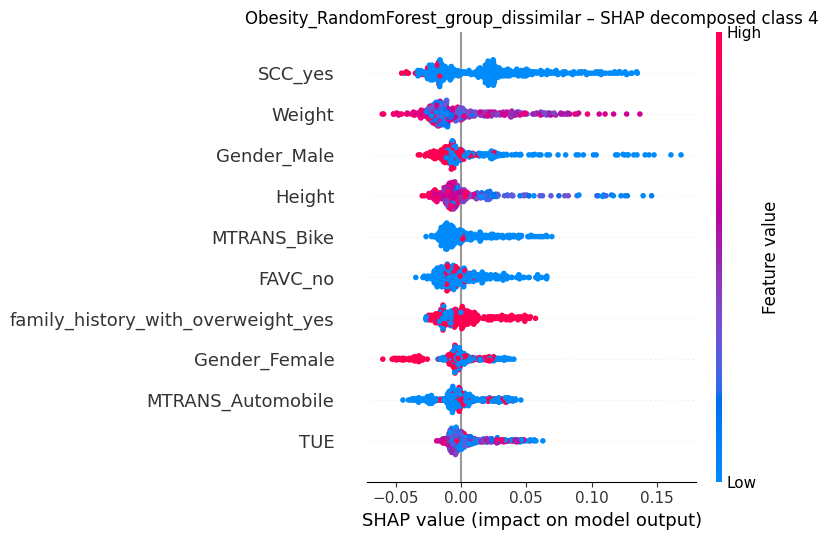 Obesity_RandomForest_group_dissimilar – SHAP decomposed class 4
High
SCC_yes
Weight
Gender_Male
Height
MTRANS_Bike
FAVC_no
family_history_with_overweight_yes
Gender_Female
MTRANS_Automobile
TUE
Feature value
Low
−0.05 0.00 0.05 0.10 0.15
SHAP value (impact on model output)